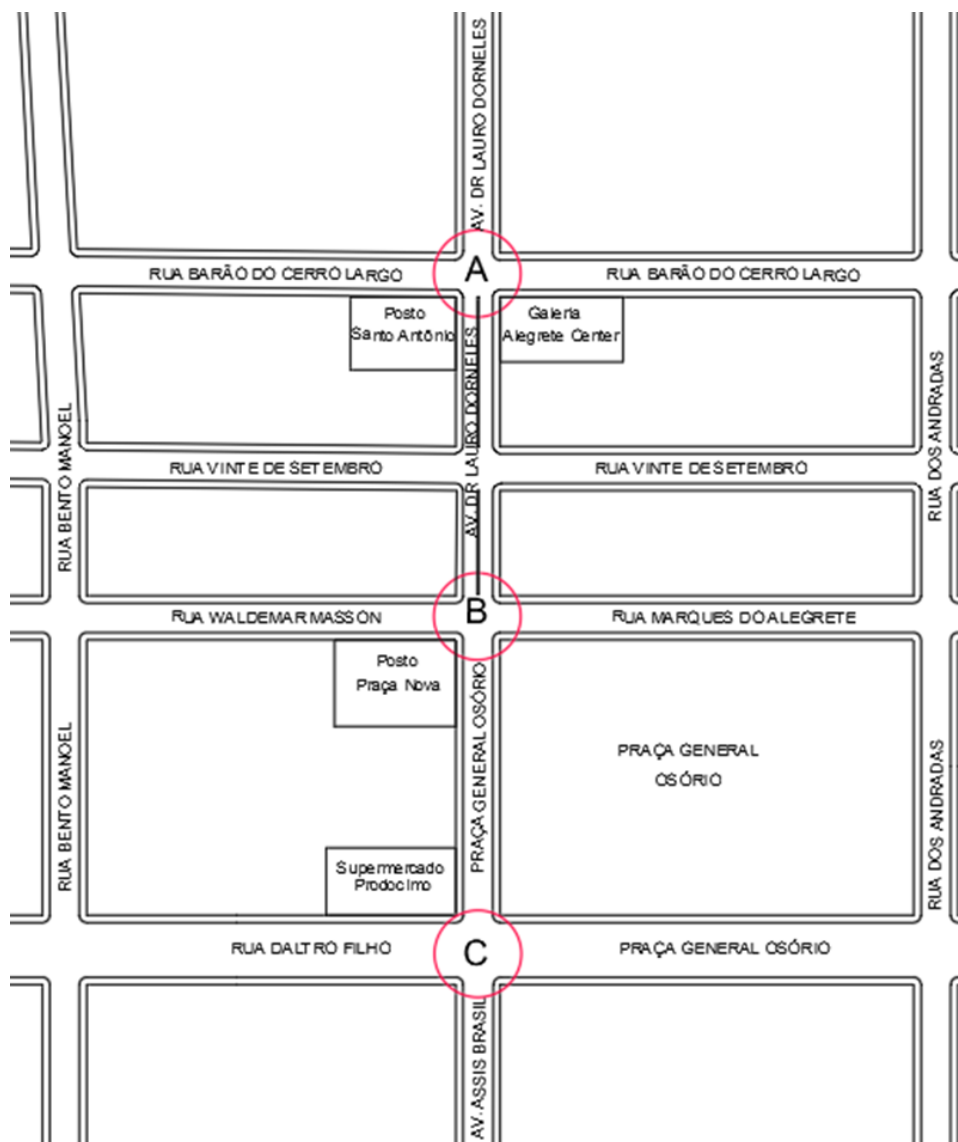 AV. DR LAURO DORNELES
A
RUA BARÃO DO CERRO LARGO
RUA BARÃO DO CERRO LARGO
Posto
Santo Antônio
Galeria
Alegrete Center
AV. DR LAURO DORNELES
RUA BENTO MANOEL
RUA DOS ANDRADAS
RUA VINTE DE SETEMBRO
RUA VINTE DE SETEMBRO
B
RUA WALDEMAR MASSON
RUA MARQUES DO ALEGRETE
Posto
Praça Nova
PRAÇA GENERAL OSÓRIO
PRAÇA GENERAL
OSÓRIO
RUA BENTO MANOEL
RUA DOS ANDRADAS
Supermercado
Prodocimo
RUA DALTRO FILHO
C
PRAÇA GENERAL OSÓRIO
AV. ASSIS BRASIL